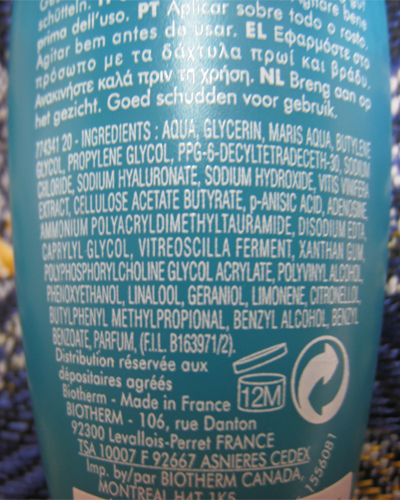 schütteln.
prima dell'uso. PT Aplicar sobre todo o rosto.
Agitar bem antes de usar. EL Εφαρμόστε στο
πρόσωπο με τα δάχτυλα πρωί και βράδυ.
Ανακινήστε καλά πριν τη χρήση. NL Breng aan op
het gezicht. Goed schudden voor gebruik.
774341 20 - INGREDIENTS : AQUA, GLYCERIN, MARIS AQUA, BUTYLENE
GLYCOL, PROPYLENE GLYCOL, PPG-6-DECYLTETRADECETH-30, SODIUM
CHLORIDE, SODIUM HYALURONATE, SODIUM HYDROXIDE, VITIS VINIFERA
EXTRACT, CELLULOSE ACETATE BUTYRATE, p-ANISIC ACID, ADENOSINE,
AMMONIUM POLYACRYLDIMETHYLTAURAMIDE, DISODIUM EDTA,
CAPRYLYL GLYCOL, VITREOSCILLA FERMENT, XANTHAN GUM,
POLYPHOSPHORYLCHOLINE GLYCOL ACRYLATE, POLYVINYL ALCOHOL,
PHENOXYETHANOL, LINALOOL, GERANIOL, LIMONENE, CITRONELLOL,
BUTYLPHENYL METHYLPROPIONAL, BENZYL ALCOHOL, BENZYL
BENZOATE, PARFUM, (F.I.L. B163971/2).
Distribution réservée aux
dépositaires agréés
Biotherm - Made in France
BIOTHERM - 106, rue Danton
92300 Levallois-Perret FRANCE
TSA 10007 F 92667 ASNIERES CEDEX
Imp. by/par BIOTHERM CANADA,
MONTREAL H4T 1K5
12M
1556081